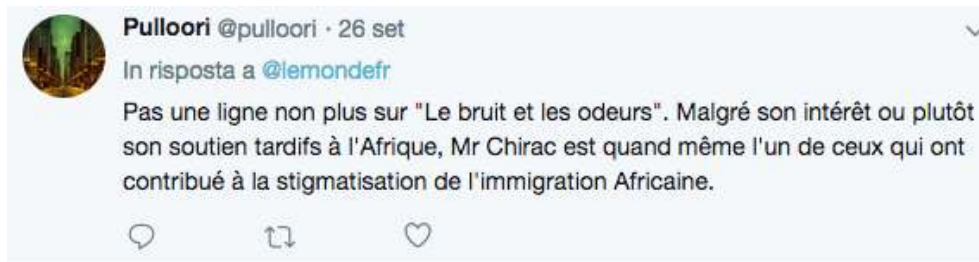 Pulloori @pulloori · 26 set
In risposta a @lemondefr
Pas une ligne non plus sur "Le bruit et les odeurs". Malgré son intérêt ou plutôt
son soutien tardifs à l'Afrique, Mr Chirac est quand même l'un de ceux qui ont
contribué à la stigmatisation de l'immigration Africaine.